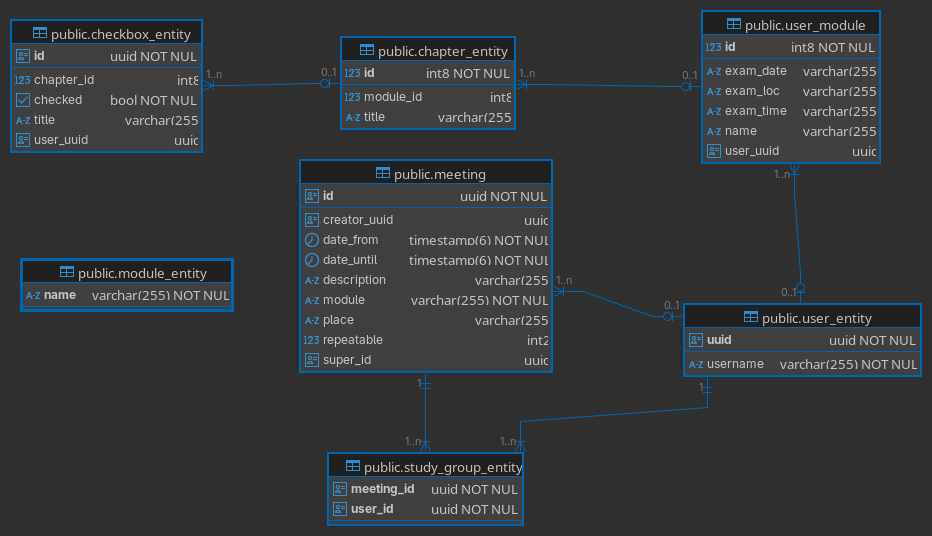 public.checkbox_entity
id uuid NOT NUL
123 chapter_id int8
checked bool NOT NUL
A-Z title varchar(255
user_uuid uuic
1..n
0..1
public.chapter_entity
123 id int8 NOT NUL
123 module_id int8
A-Z title varchar(255
1..n
0..1
public.user_module
123 id int8 NOT NUL
A-Z exam_date varchar(255
A-Z exam_loc varchar(255
A-Z exam_time varchar(255
A-Z name varchar(255
user_uuid uuic
1..n
0..1
public.meeting
id uuid NOT NUL
creator_uuid uuic
date_from timestamp(6) NOT NUL
date_until timestamp(6) NOT NUL
A-Z description varchar(255
A-Z module varchar(255) NOT NUL
A-Z place varchar(255
123 repeatable int2
super_id uuic
1..n
0..1
public.module_entity
A-Z name varchar(255) NOT NUL
public.user_entity
uuid uuid NOT NUL
A-Z username varchar(255) NOT NUL
1
1
1..n
1..n
public.study_group_entity
meeting_id uuid NOT NUL
user_id uuid NOT NUL